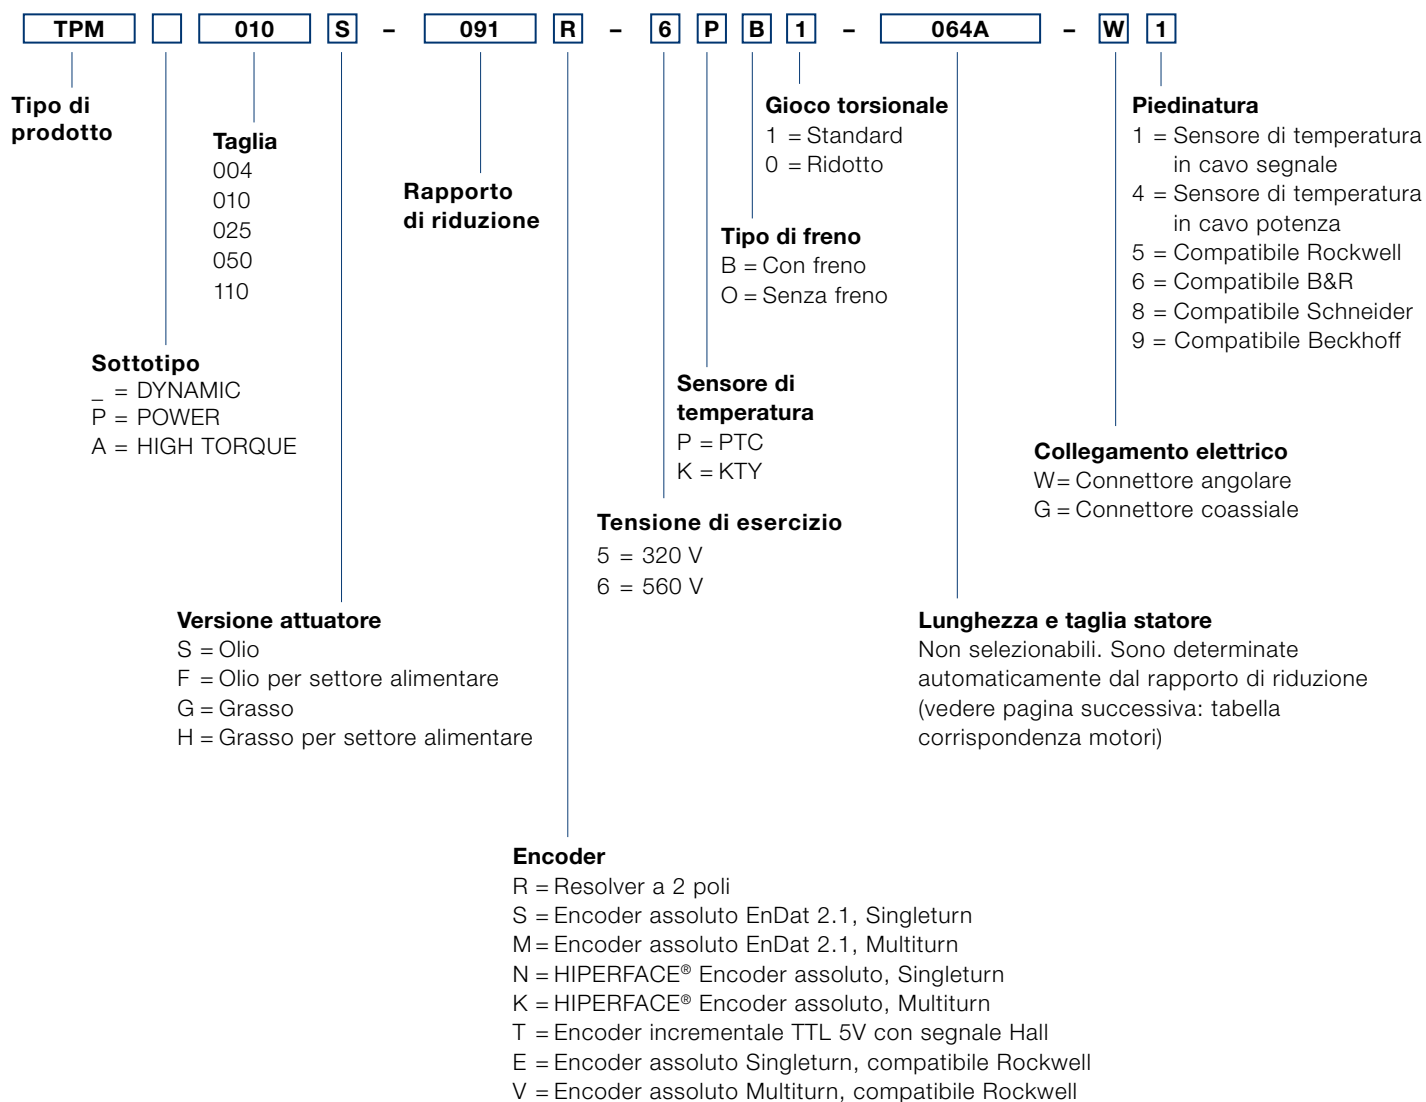 TPM 010 S – 091 R – 6 P B 1 – 064A – W 1
Tipo di
prodotto
Taglia
004
010
025
050
110
Sottotipo
_ = DYNAMIC
P = POWER
A = HIGH TORQUE
Versione attuatore
S = Olio
F = Olio per settore alimentare
G = Grasso
H = Grasso per settore alimentare
Rapporto
di riduzione
Encoder
R = Resolver a 2 poli
S = Encoder assoluto EnDat 2.1, Singleturn
M = Encoder assoluto EnDat 2.1, Multiturn
N = HIPERFACE® Encoder assoluto, Singleturn
K = HIPERFACE® Encoder assoluto, Multiturn
T = Encoder incrementale TTL 5V con segnale Hall
E = Encoder assoluto Singleturn, compatibile Rockwell
V = Encoder assoluto Multiturn, compatibile Rockwell
Tensione di esercizio
5 = 320 V
6 = 560 V
Sensore di
temperatura
P = PTC
K = KTY
Tipo di freno
B = Con freno
O = Senza freno
Gioco torsionale
1 = Standard
0 = Ridotto
Lunghezza e taglia statore
Non selezionabili. Sono determinate
automaticamente dal rapporto di riduzione
(vedere pagina successiva: tabella
corrispondenza motori)
Collegamento elettrico
W= Connettore angolare
G = Connettore coassiale
Piedinatura
1 = Sensore di temperatura
in cavo segnale
4 = Sensore di temperatura
in cavo potenza
5 = Compatibile Rockwell
6 = Compatibile B&R
8 = Compatibile Schneider
9 = Compatibile Beckhoff